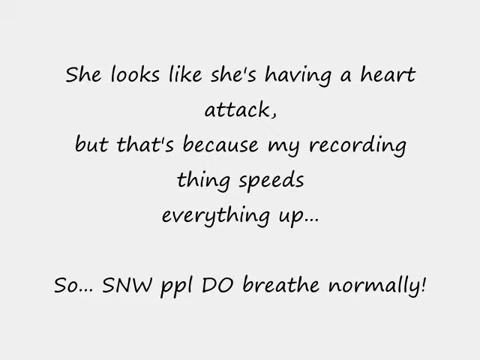 She looks like she's having a heart
attack,
but that's because my recording
thing speeds
everything up...
So... SNW ppl DO breathe normally!